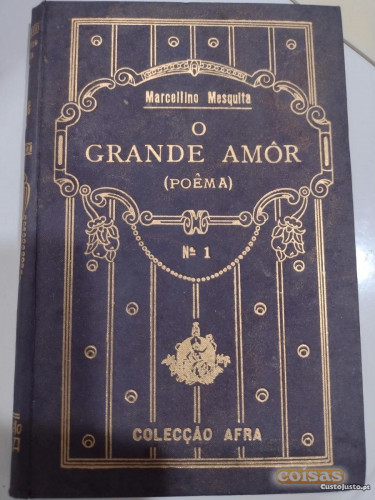 Marcellino Mesquita
O
GRANDE AMÔR
(POÊMA)
Nº 1
COLECÇÃO AFRA
coisas
CustoJusto.pt